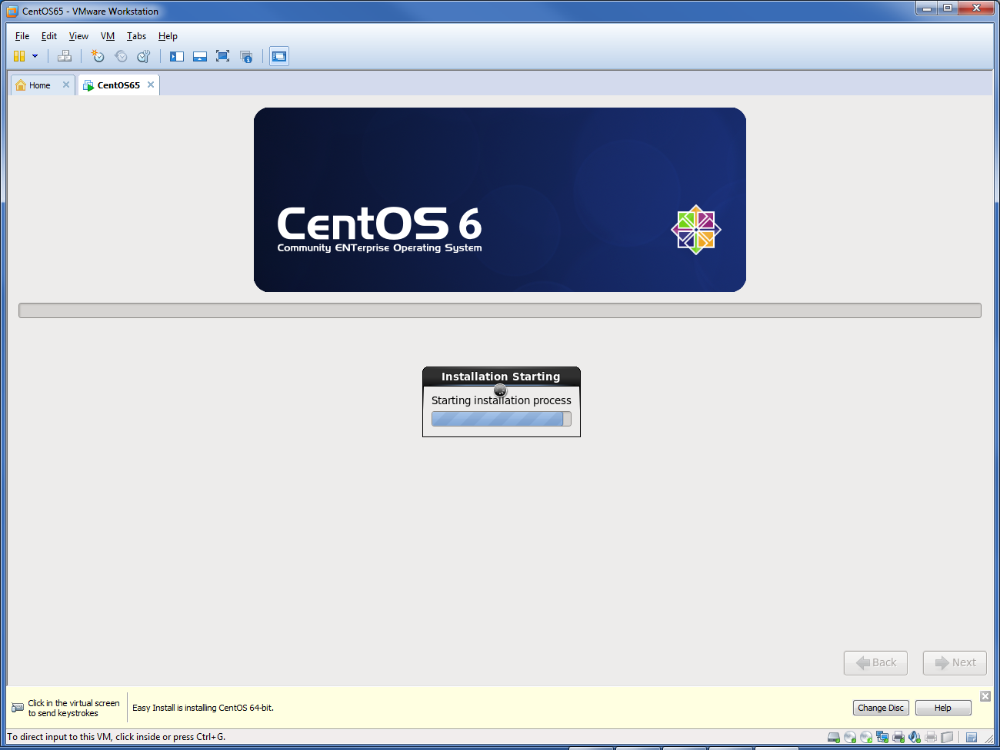 CentOS65 - VMware Workstation
File Edit View VM Tabs Help
Home CentOS65
CentOS 6
Community ENTerprise Operating System
Installation Starting
Starting installation process
Back Next
Click in the virtual screen
to send keystrokes
Easy Install is installing CentOS 64-bit.
Change Disc Help
To direct input to this VM, click inside or press Ctrl+G.